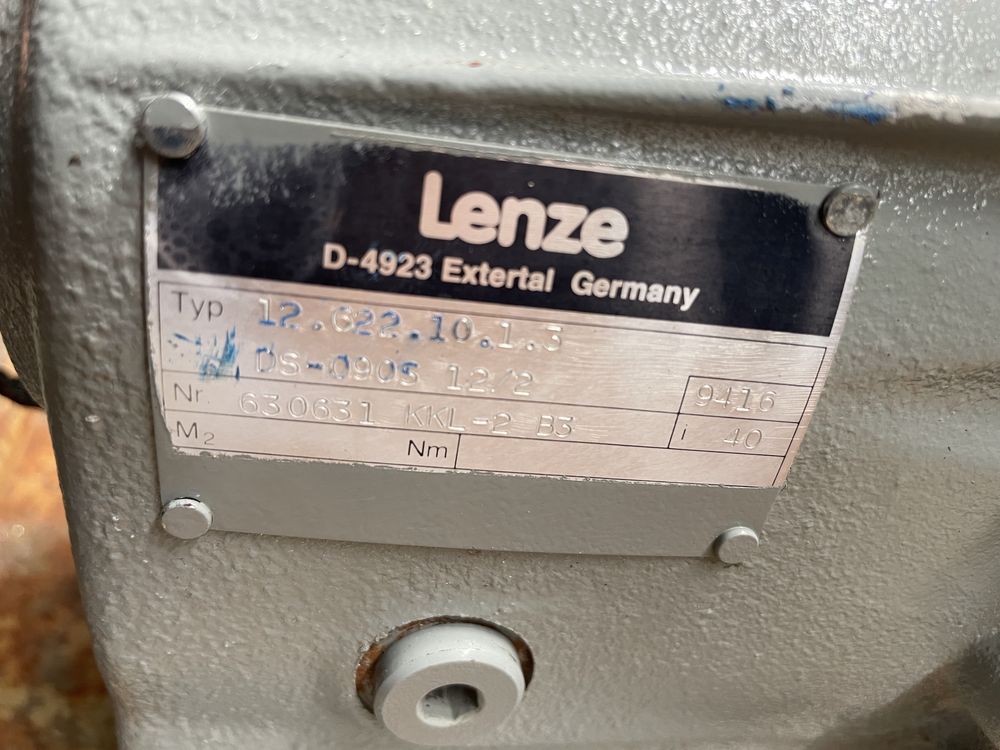 Lenze
D-4923 Extertal Germany
Typ 12.622.10.1.3
DS-090S 12/2 9416
Nr. 630631 KKL-2 B3 i 40
M2 Nm